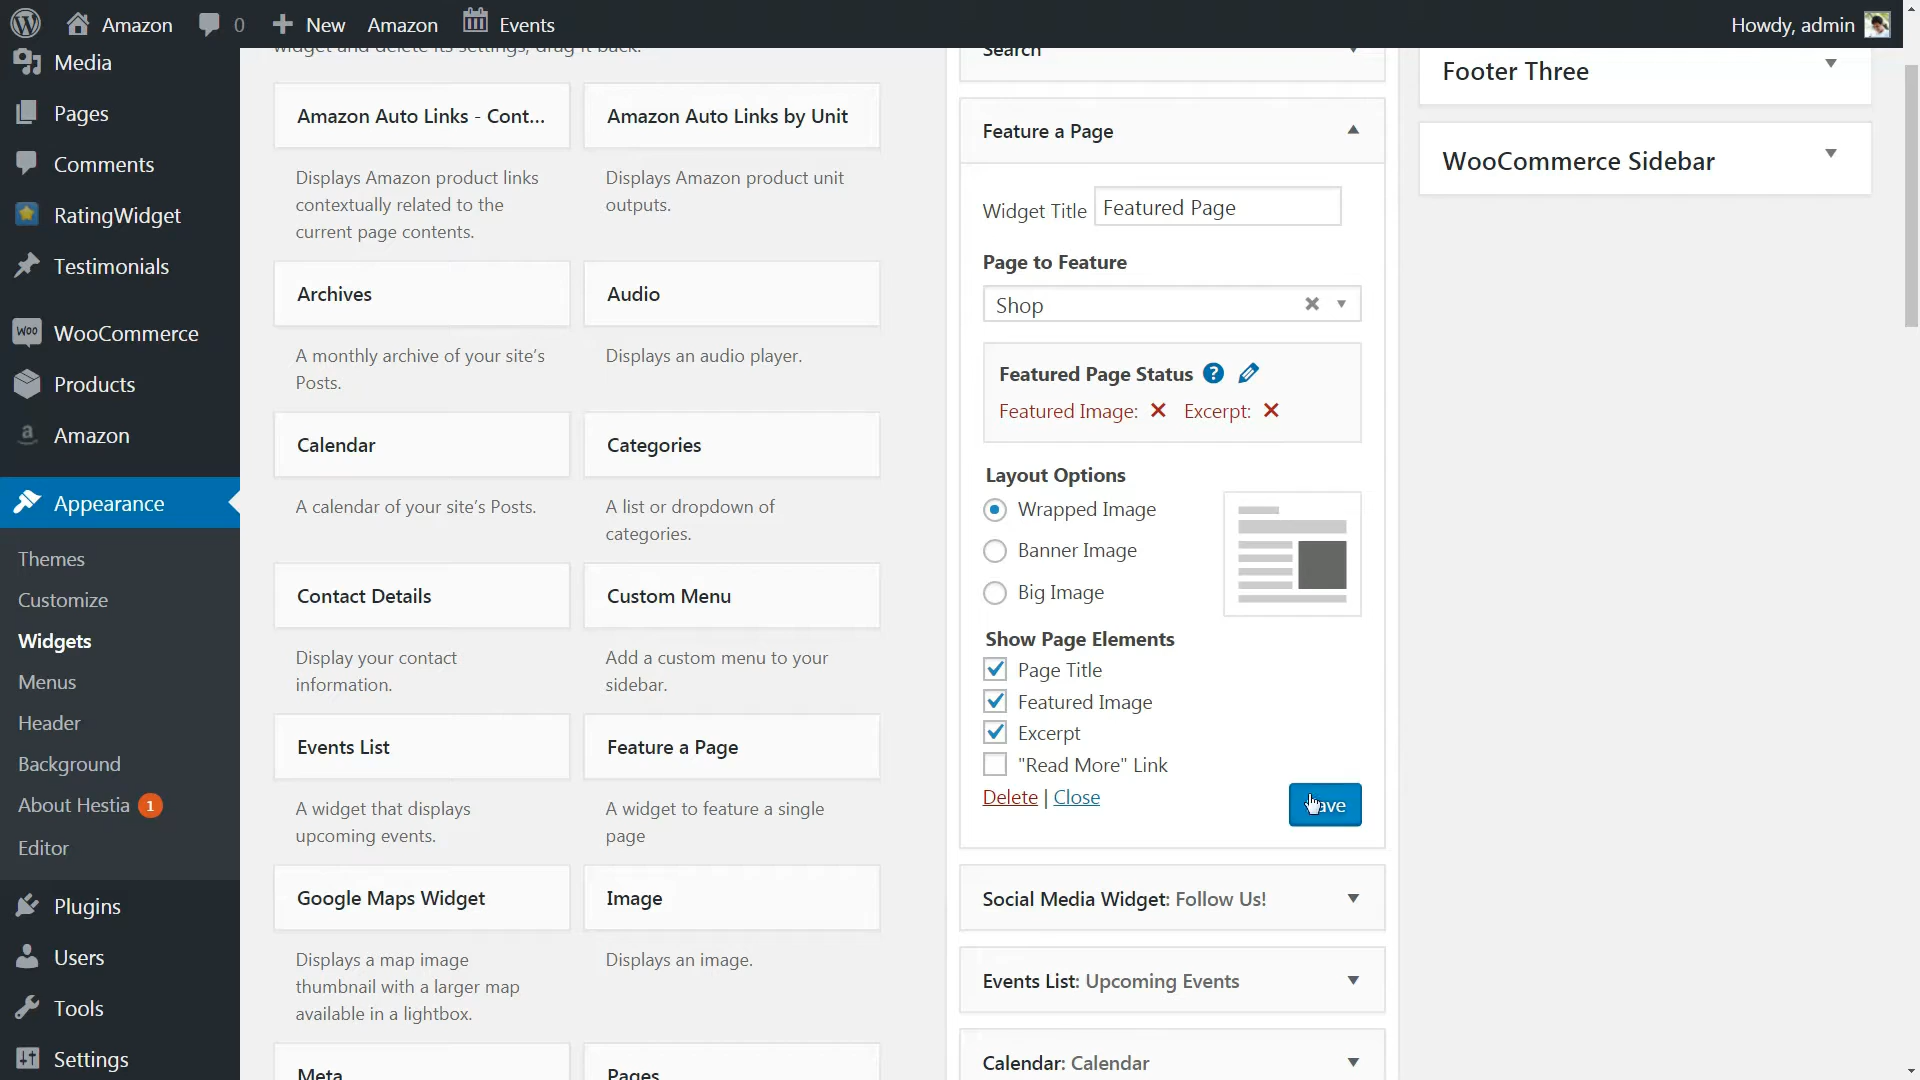 Amazon
0
New
Amazon
Events
Howdy, admin
Media
Pages
Comments
RatingWidget
Testimonials
WooCommerce
Products
Amazon
Appearance
Themes
Customize
Widgets
Menus
Header
Background
About Hestia 1
Editor
Plugins
Users
Tools
Settings
widget and delete its settings, drag it back.
Amazon Auto Links - Cont...
Displays Amazon product links
contextually related to the
current page contents.
Amazon Auto Links by Unit
Displays Amazon product unit
outputs.
Archives
A monthly archive of your site's
Posts.
Audio
Displays an audio player.
Calendar
A calendar of your site's Posts.
Categories
A list or dropdown of
categories.
Contact Details
Display your contact
information.
Custom Menu
Add a custom menu to your
sidebar.
Events List
A widget that displays
upcoming events.
Feature a Page
A widget to feature a single
page
Google Maps Widget
Displays a map image
thumbnail with a larger map
available in a lightbox.
Image
Displays an image.
Meta
Pages
Search
Feature a Page
Widget Title Featured Page
Page to Feature
Shop
Featured Page Status ?
Featured Image: Excerpt:
Layout Options
Wrapped Image
Banner Image
Big Image
Show Page Elements
Page Title
Featured Image
Excerpt
"Read More" Link
Delete | Close
Social Media Widget: Follow Us!
Events List: Upcoming Events
Calendar: Calendar
Footer Three
WooCommerce Sidebar